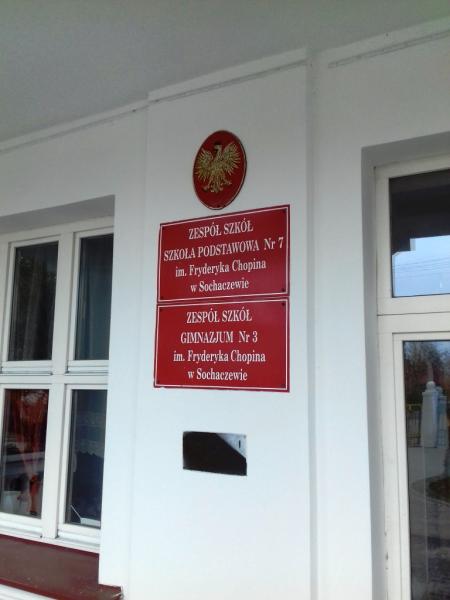 ZESPÓŁ SZKÓŁ
SZKOŁA PODSTAWOWA Nr 7
im. Fryderyka Chopina
w Sochaczewie
ZESPÓŁ SZKÓŁ
GIMNAZJUM Nr 3
im. Fryderyka Chopina
w Sochaczewie